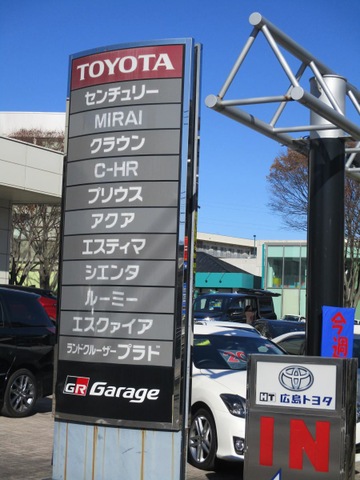 TOYOTA
センチュリー
MIRAI
クラウン
C-HR
プリウス
アクア
エスティマ
シエンタ
ルーミー
エスクァイア
ランドクルーザープラド
GR Garage
今週
HT 広島トヨタ
IN